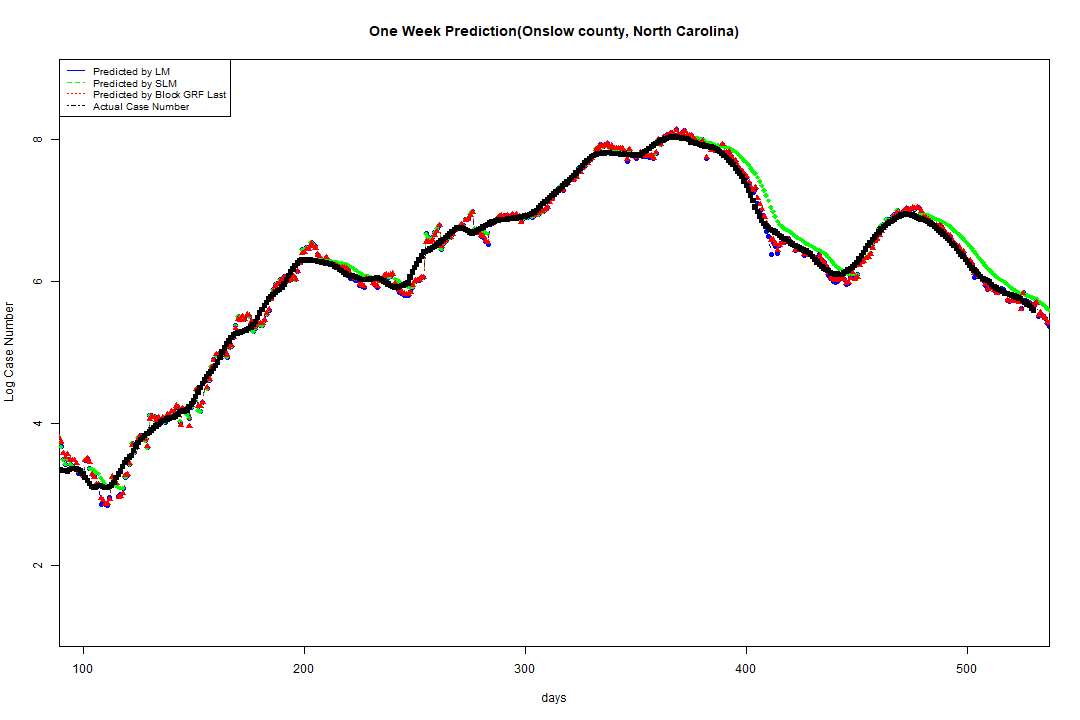 One Week Prediction(Onslow county, North Carolina)
Predicted by LM
Predicted by SLM
Predicted by Block GRF Last
Actual Case Number
8
6
4
2
Log Case Number
100 200 300 400 500
days